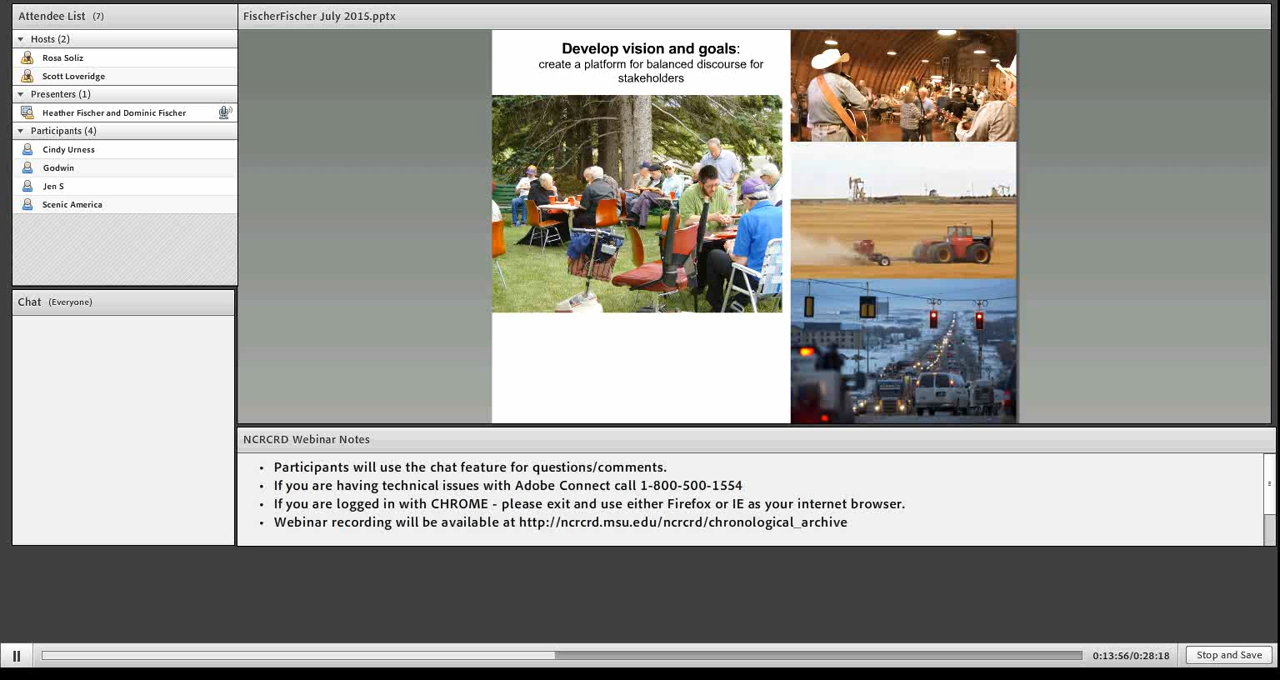 Attendee List (7)
Hosts (2)
Rosa Soliz
Scott Loveridge
Presenters (1)
Heather Fischer and Dominic Fischer
Participants (4)
Cindy Urness
Godwin
Jen S
Scenic America
Chat (Everyone)
FischerFischer July 2015.pptx
Develop vision and goals:
create a platform for balanced discourse for
stakeholders
NCRCRD Webinar Notes
• Participants will use the chat feature for questions/comments.
• If you are having technical issues with Adobe Connect call 1-800-500-1554
• If you are logged in with CHROME - please exit and use either Firefox or IE as your internet browser.
• Webinar recording will be available at http://ncrcrd.msu.edu/ncrcrd/chronological_archive
0:13:56/0:28:18
Stop and Save